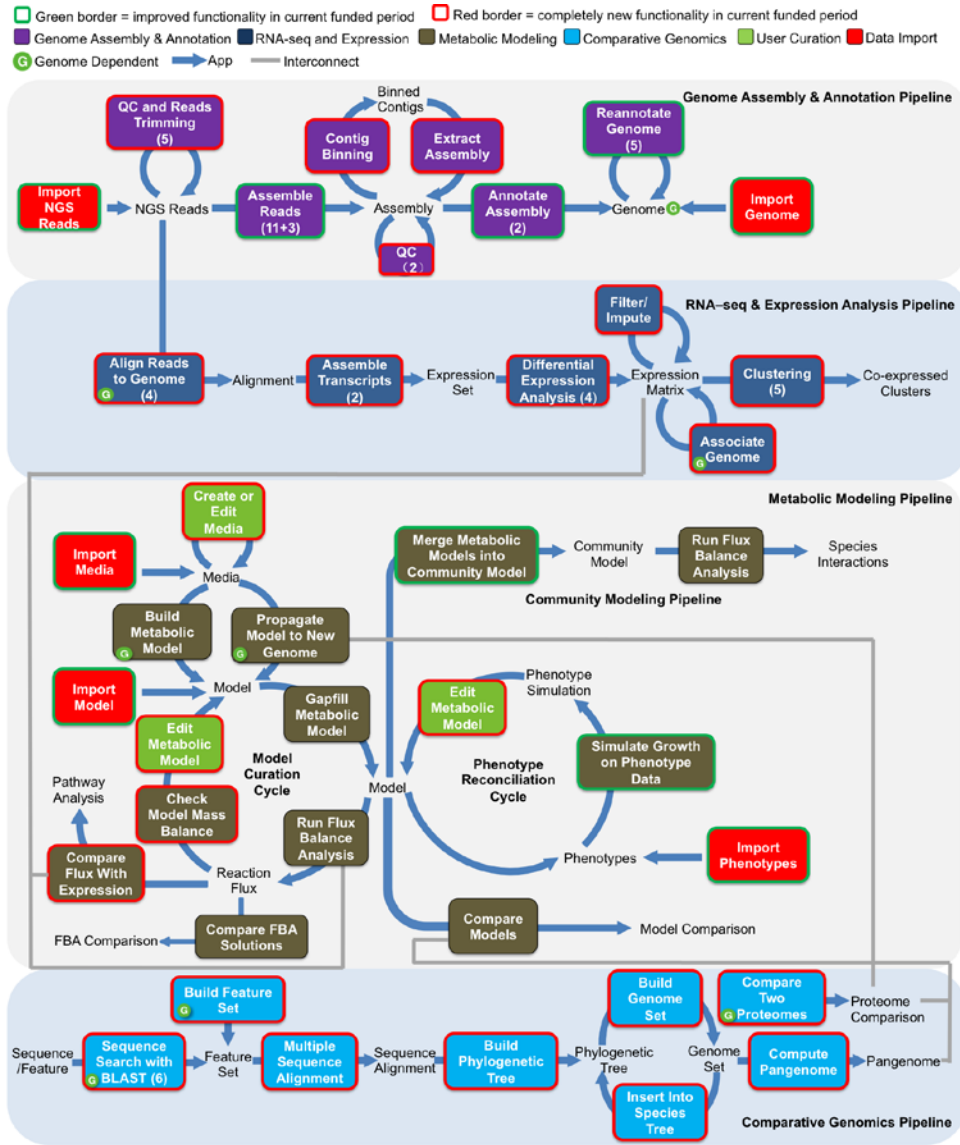 Green border = improved functionality in current funded period
Red border = completely new functionality in current funded period
Genome Assembly & Annotation
RNA-seq and Expression
Metabolic Modeling
Comparative Genomics
User Curation
Data Import
G Genome Dependent
App
Interconnect
Genome Assembly & Annotation Pipeline
QC and Reads
Trimming
(5)
Binned
Contigs
Contig
Binning
Extract
Assembly
Reannotate
Genome
(5)
Import
NGS
Reads
NGS Reads
Assemble
Reads
(11+3)
Assembly
Annotate
Assembly
(2)
Genome G
Import
Genome
QC
(2)
RNA–seq & Expression Analysis Pipeline
Filter/
Impute
Align Reads
to Genome
G (4)
Alignment
Assemble
Transcripts
(2)
Expression
Set
Differential
Expression
Analysis (4)
Expression
Matrix
Clustering
(5)
Co-expressed
Clusters
Associate
G Genome
Metabolic Modeling Pipeline
Create or
Edit
Media
Import
Media
Media
Merge Metabolic
Models into
Community Model
Community
Model
Run Flux
Balance
Analysis
Species
Interactions
Community Modeling Pipeline
Build
Metabolic
G Model
Propagate
Model to New
G Genome
Import
Model
Model
Gapfill
Metabolic
Model
Phenotype
Simulation
Edit
Metabolic
Model
Edit
Metabolic
Model
Model
Curation
Cycle
Phenotype
Reconciliation
Cycle
Simulate Growth
on Phenotype
Data
Pathway
Analysis
Check
Model Mass
Balance
Run Flux
Balance
Analysis
Model
Phenotypes
Import
Phenotypes
Compare
Flux With
Expression
Reaction
Flux
FBA Comparison
Compare FBA
Solutions
Compare
Models
Model Comparison
Build Feature
G Set
Build
Genome
Set
Compare
Two
G Proteomes
Proteome
Comparison
Sequence
/Feature
Sequence
Search with
G BLAST (6)
Feature
Set
Multiple
Sequence
Alignment
Sequence
Alignment
Build
Phylogenetic
Tree
Phylogenetic
Tree
Genome
Set
Compute
Pangenome
Pangenome
Insert Into
Species
Tree
Comparative Genomics Pipeline